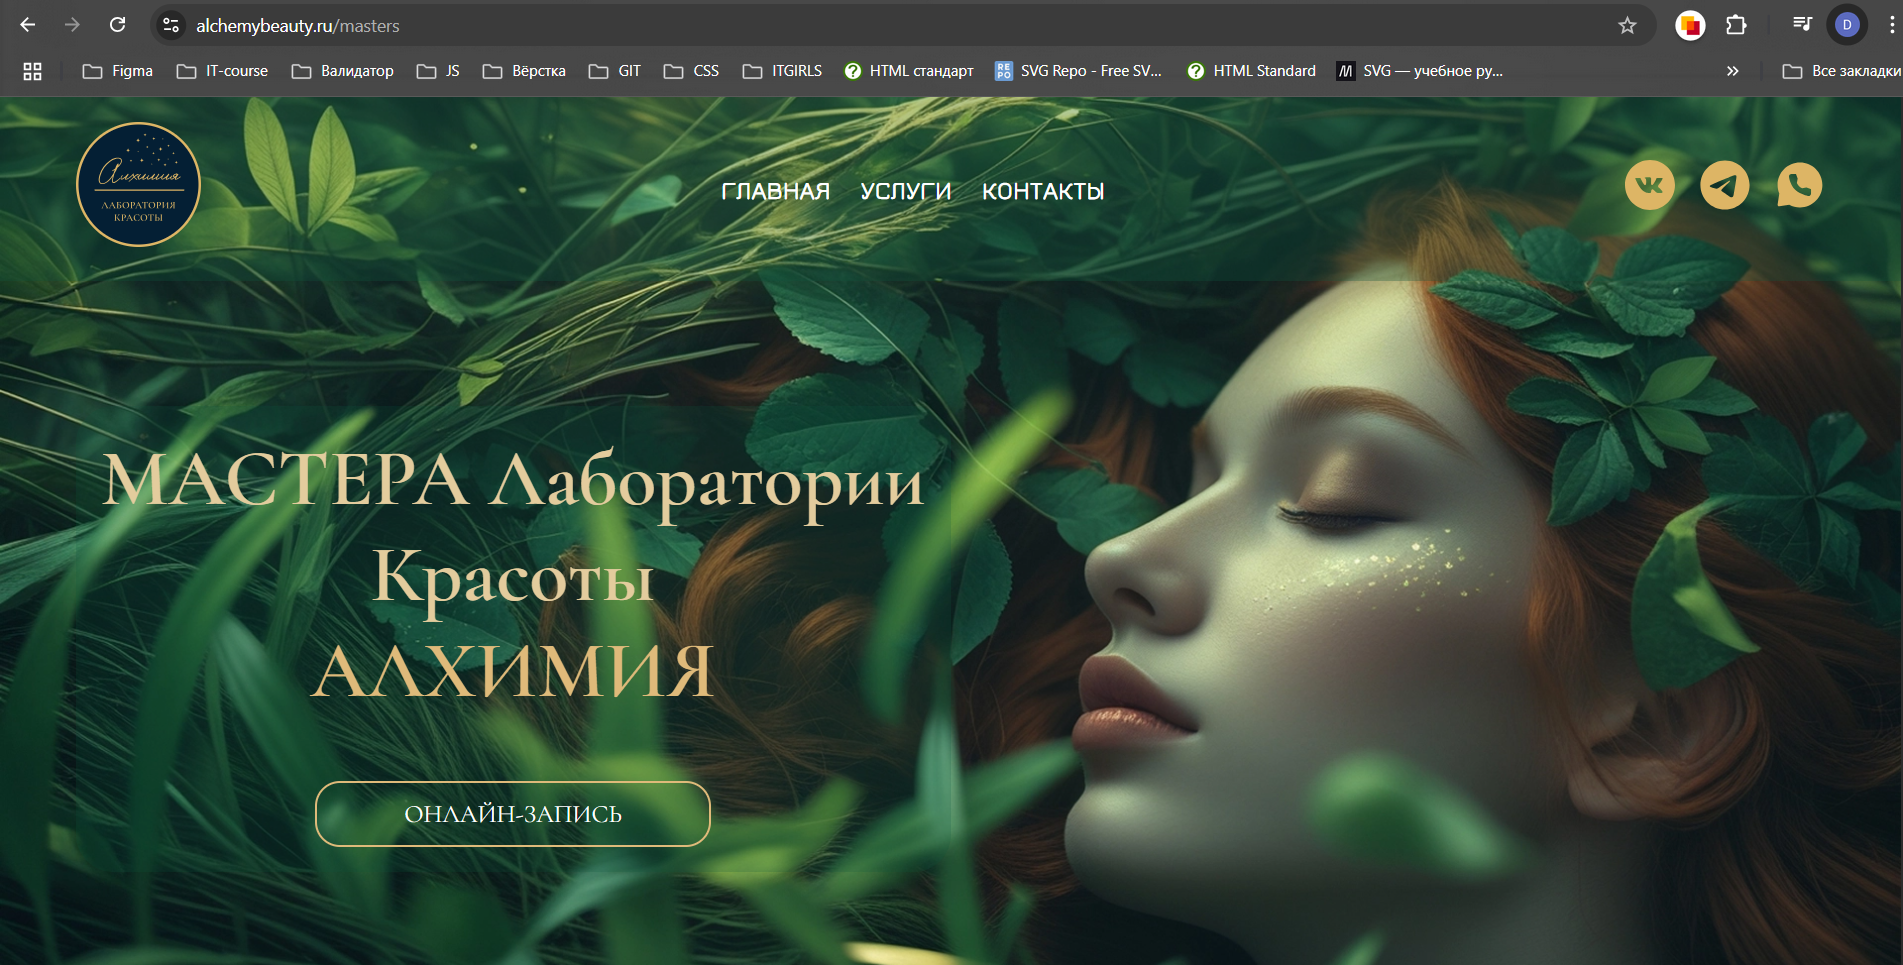 alchemybeauty.ru/masters
D
Figma
IT-course
Валидатор
JS
Вёрстка
GIT
CSS
ITGIRLS
HTML стандарт
SVG Repo - Free SV...
HTML Standard
SVG — учебное ру...
Все закладки
Алхимия
ЛАБОРАТОРИЯ
КРАСОТЫ
ГЛАВНАЯ УСЛУГИ КОНТАКТЫ
МАСТЕРА Лаборатории
Красоты
АЛХИМИЯ
ОНЛАЙН-ЗАПИСЬ